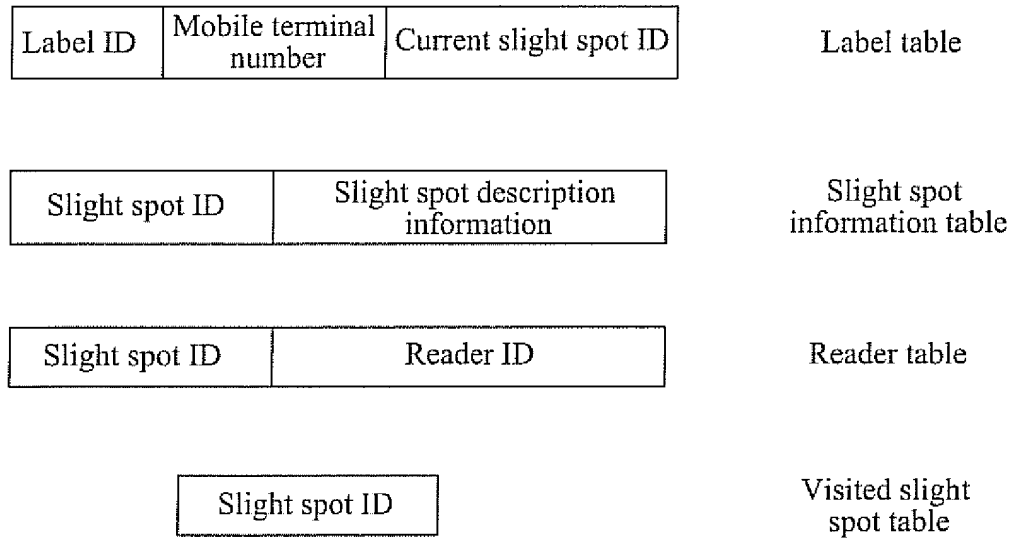 Label ID
Mobile terminal
number
Current slight spot ID
Label table
Slight spot ID
Slight spot description
information
Slight spot
information table
Slight spot ID
Reader ID
Reader table
Slight spot ID
Visited slight
spot table